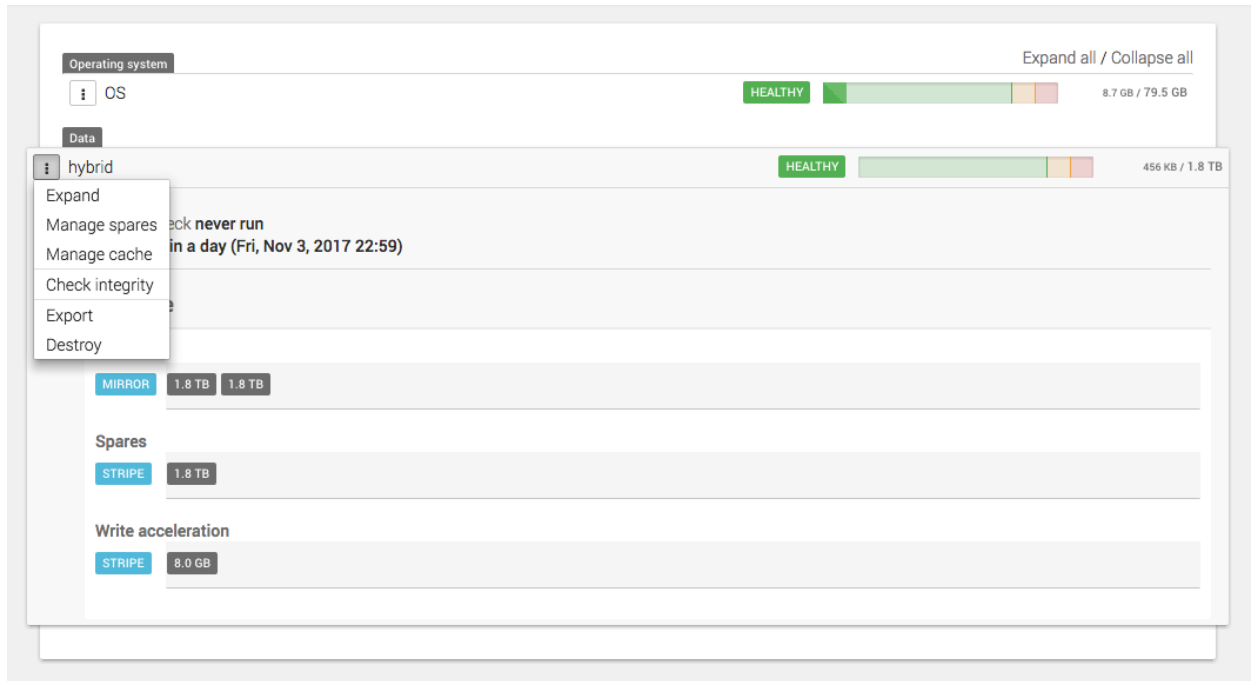 Operating system
Expand all / Collapse all
OS
HEALTHY
8.7 GB / 79.5 GB
Data
hybrid
HEALTHY
456 KB / 1.8 TB
Expand
Manage spares
never run
Manage cache
in a day (Fri, Nov 3, 2017 22:59)
Check integrity
Export
Destroy
MIRROR 1.8 TB 1.8 TB
Spares
STRIPE 1.8 TB
Write acceleration
STRIPE 8.0 GB